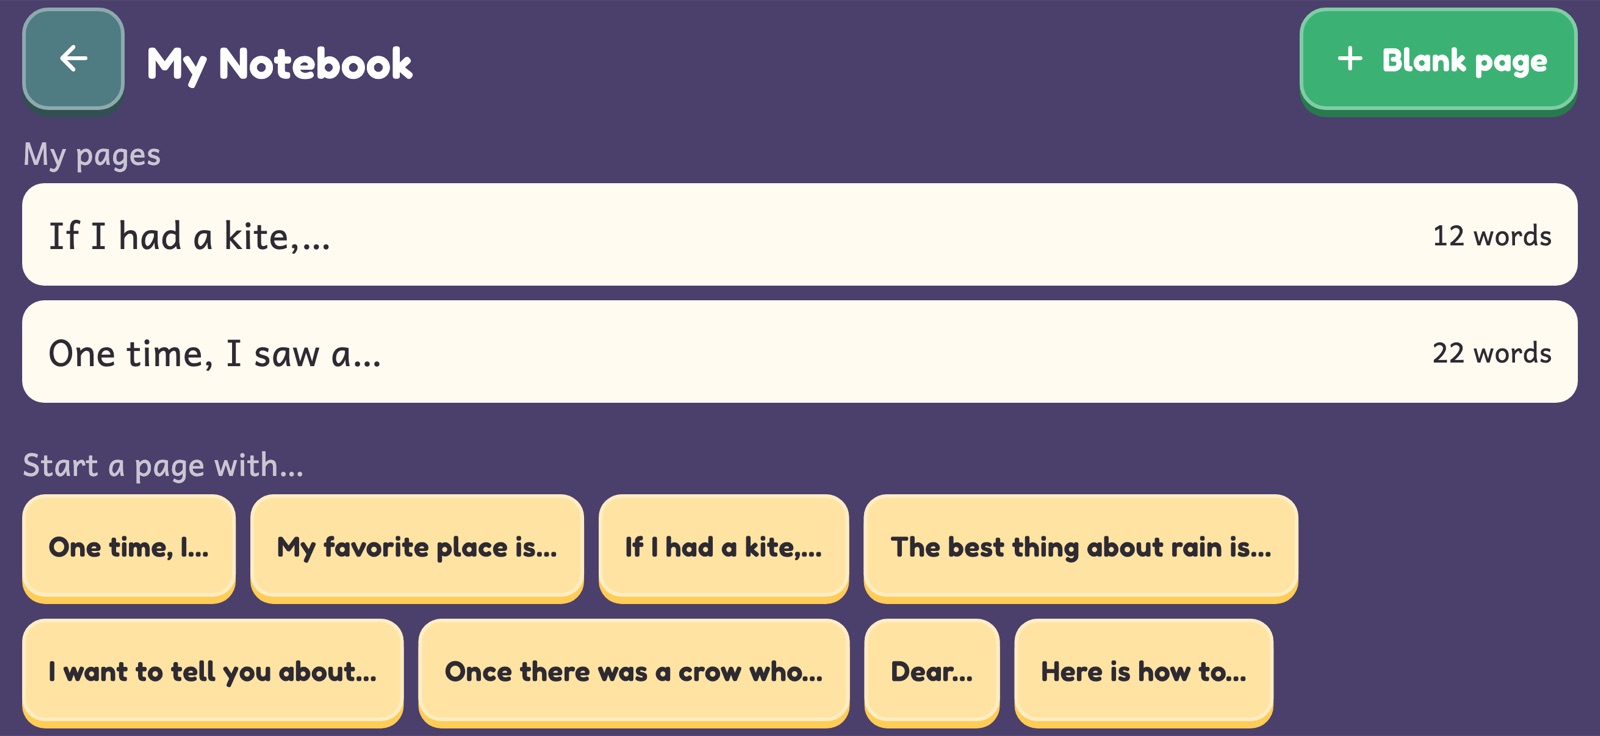 My Notebook
+ Blank page
My pages
If I had a kite,...
12 words
One time, I saw a...
22 words
Start a page with...
One time, I...
My favorite place is...
If I had a kite,...
The best thing about rain is...
I want to tell you about...
Once there was a crow who...
Dear...
Here is how to...